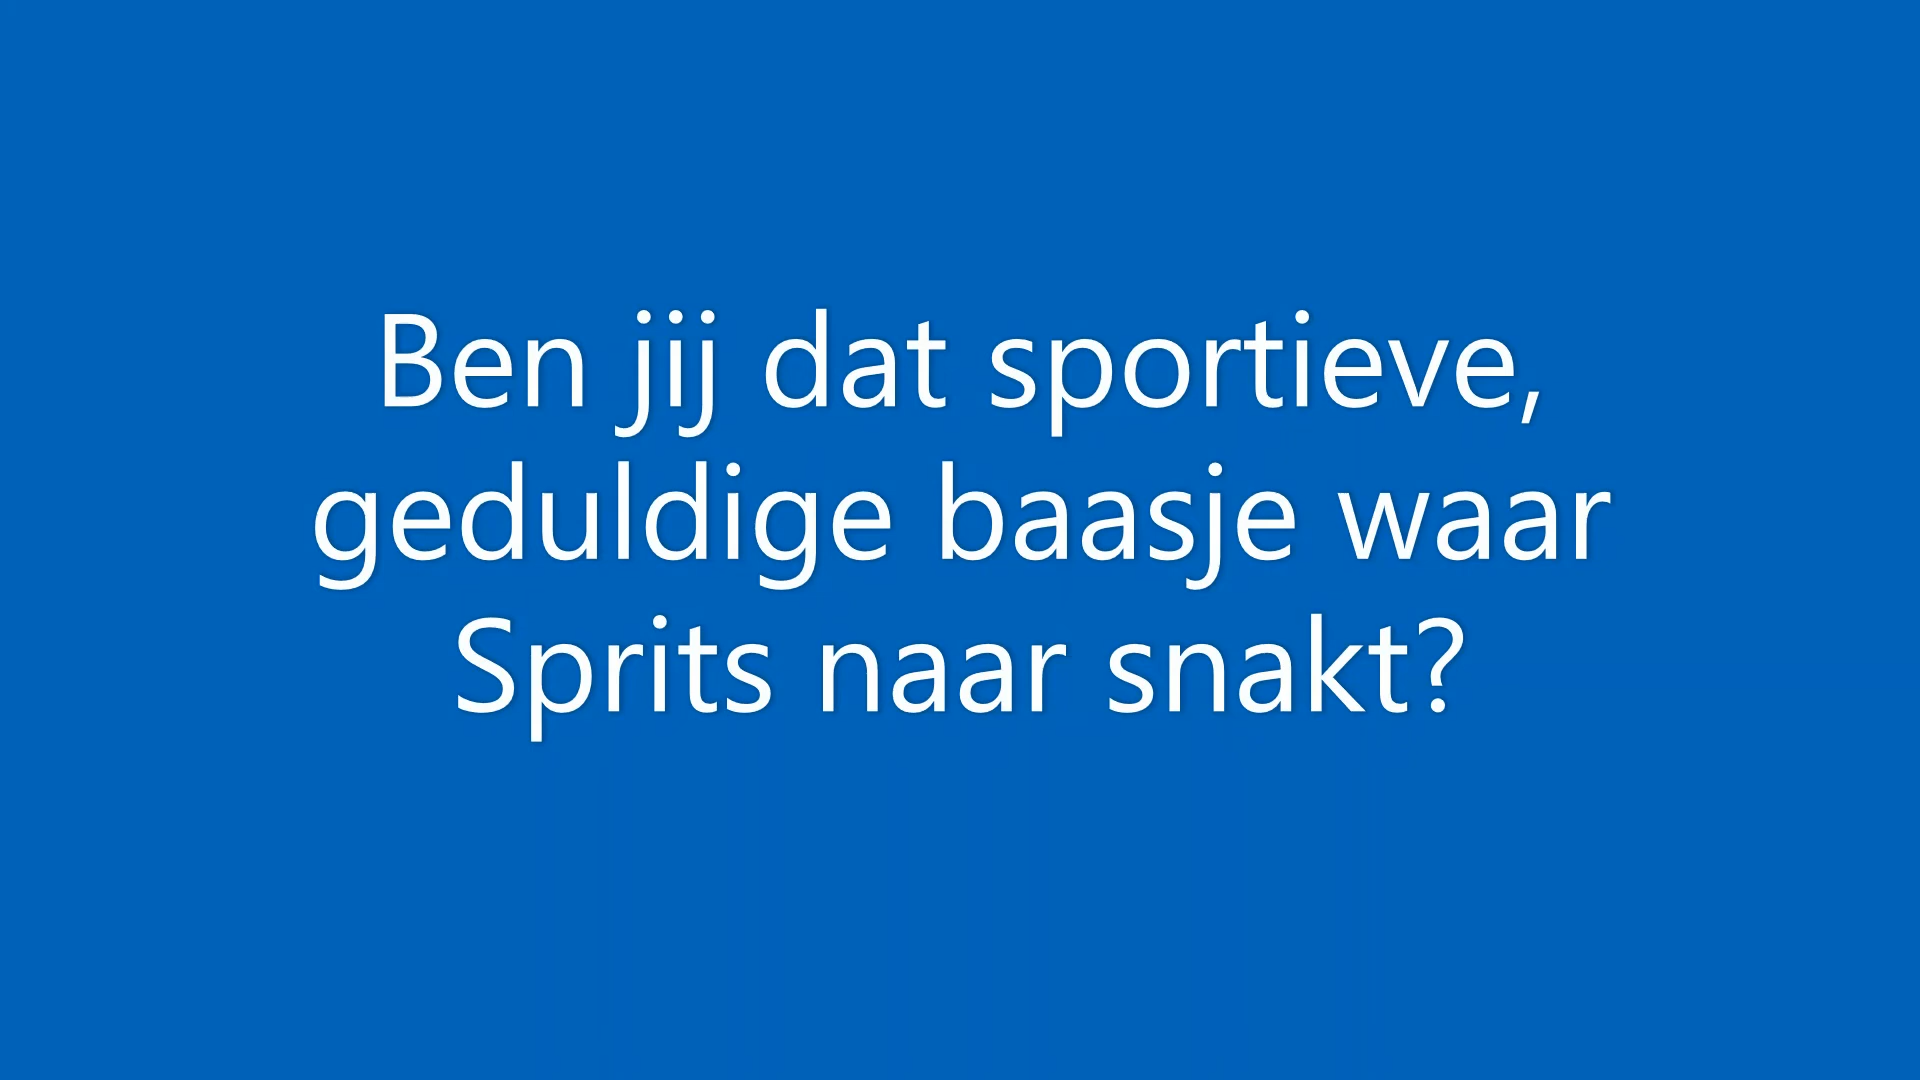 Ben jij dat sportieve,
geduldige baasje waar
Sprits naar snakt?